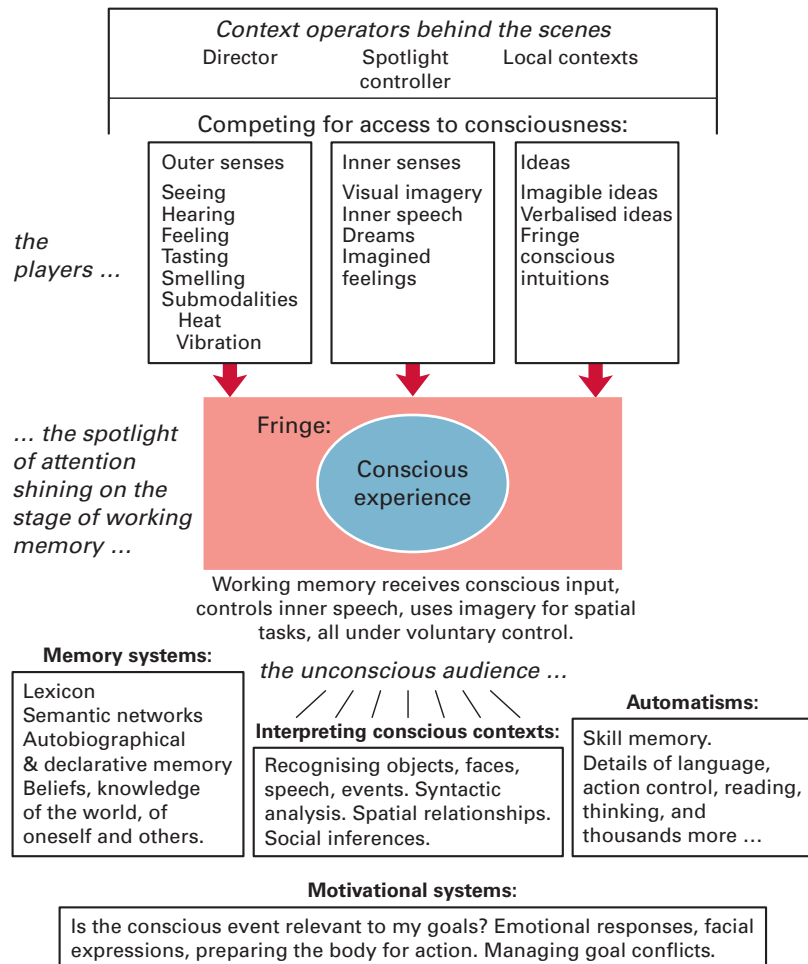 Context operators behind the scenes
Director
Spotlight
controller
Local contexts
Competing for access to consciousness:
the
players ...
Outer senses
Seeing
Hearing
Feeling
Tasting
Smelling
Submodalities
Heat
Vibration
Inner senses
Visual imagery
Inner speech
Dreams
Imagined
feelings
Ideas
Imagible ideas
Verbalised ideas
Fringe
conscious
intuitions
... the spotlight
of attention
shining on the
stage of working
memory ...
Fringe:
Conscious
experience
Working memory receives conscious input,
controls inner speech, uses imagery for spatial
tasks, all under voluntary control.
the unconscious audience ...
Memory systems:
Lexicon
Semantic networks
Autobiographical
& declarative memory
Beliefs, knowledge
of the world, of
oneself and others.
Interpreting conscious contexts:
Recognising objects, faces,
speech, events. Syntactic
analysis. Spatial relationships.
Social inferences.
Automatisms:
Skill memory.
Details of language,
action control, reading,
thinking, and
thousands more ...
Motivational systems:
Is the conscious event relevant to my goals? Emotional responses, facial
expressions, preparing the body for action. Managing goal conflicts.